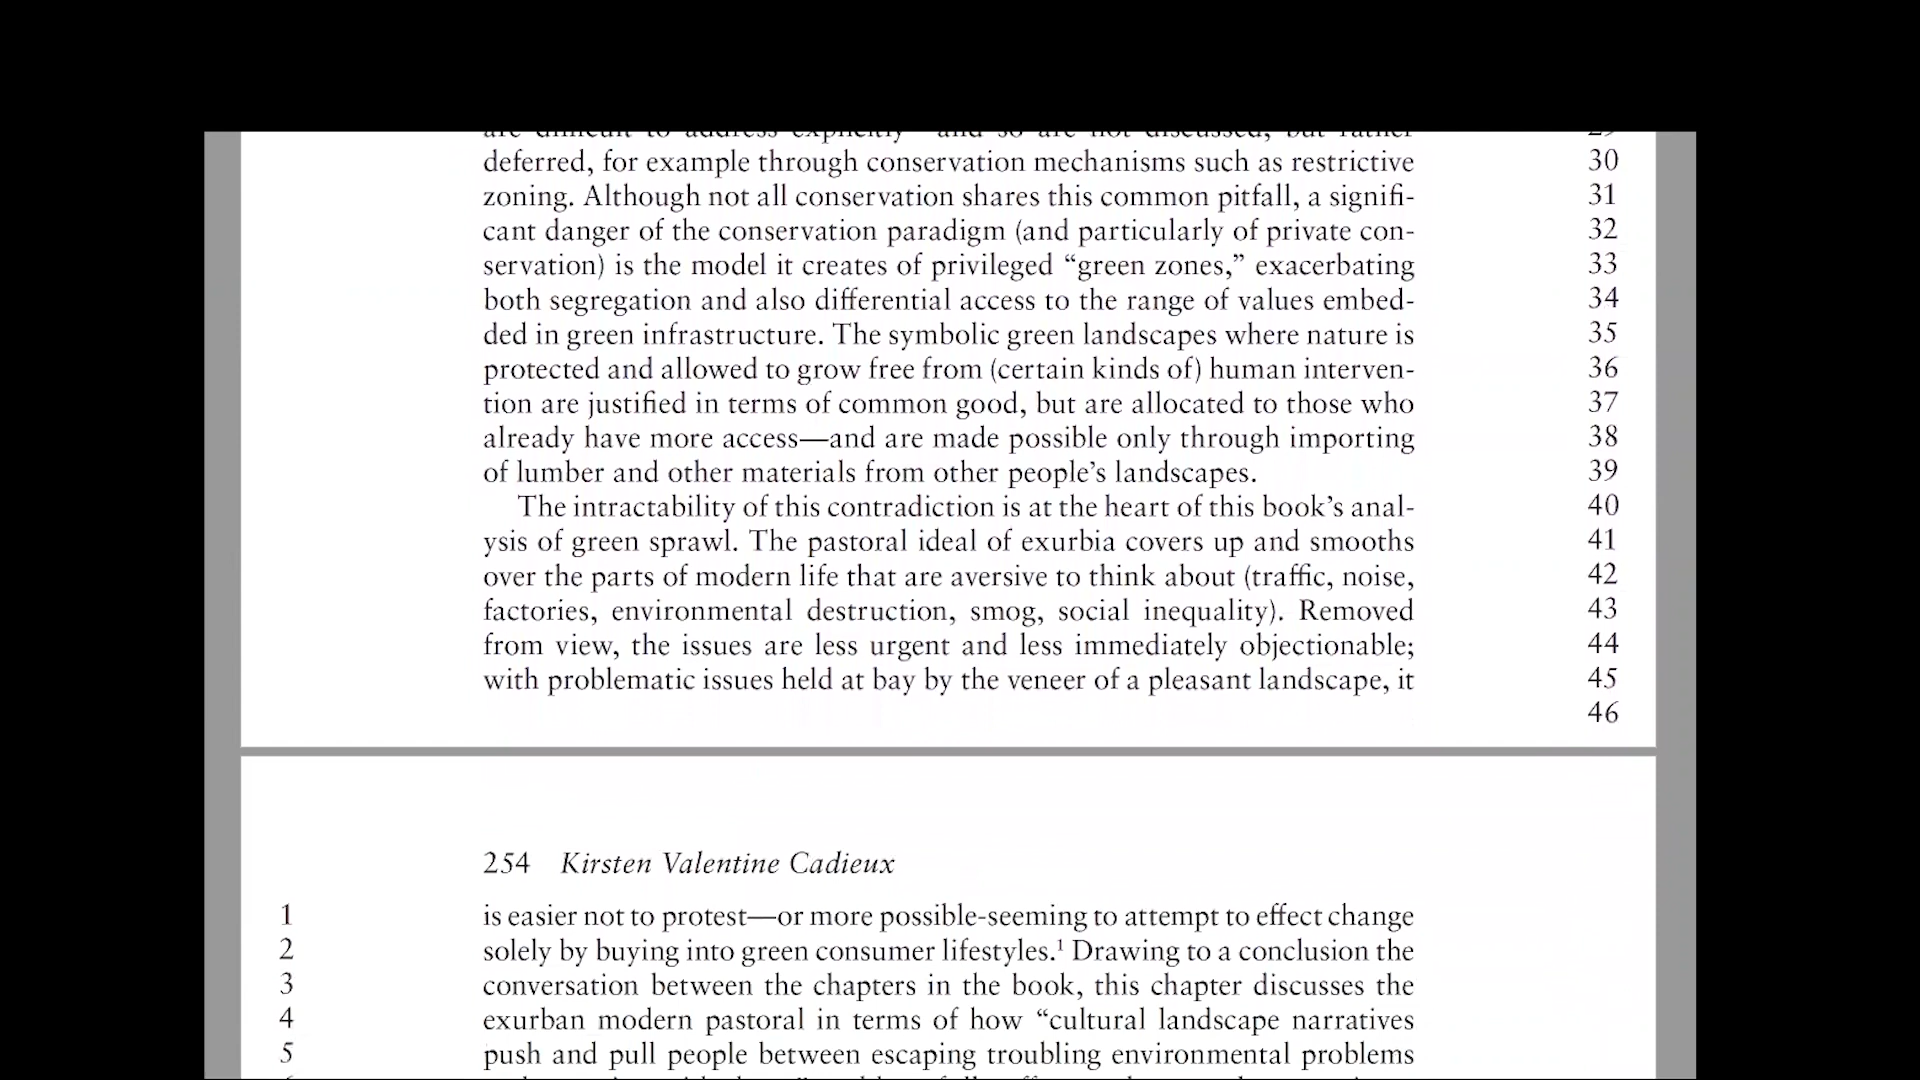 are difficult to address explicitly—and so are not discussed, but rather 29
deferred, for example through conservation mechanisms such as restrictive 30
zoning. Although not all conservation shares this common pitfall, a signifi- 31
cant danger of the conservation paradigm (and particularly of private con- 32
servation) is the model it creates of privileged “green zones,” exacerbating 33
both segregation and also differential access to the range of values embed- 34
ded in green infrastructure. The symbolic green landscapes where nature is 35
protected and allowed to grow free from (certain kinds of) human interven- 36
tion are justified in terms of common good, but are allocated to those who 37
already have more access—and are made possible only through importing 38
of lumber and other materials from other people’s landscapes. 39
The intractability of this contradiction is at the heart of this book’s anal- 40
ysis of green sprawl. The pastoral ideal of exurbia covers up and smooths 41
over the parts of modern life that are aversive to think about (traffic, noise, 42
factories, environmental destruction, smog, social inequality). Removed 43
from view, the issues are less urgent and less immediately objectionable; 44
with problematic issues held at bay by the veneer of a pleasant landscape, it 45
46
254 Kirsten Valentine Cadieux
1 is easier not to protest—or more possible-seeming to attempt to effect change
2 solely by buying into green consumer lifestyles.¹ Drawing to a conclusion the
3 conversation between the chapters in the book, this chapter discusses the
4 exurban modern pastoral in terms of how “cultural landscape narratives
5 push and pull people between escaping troubling environmental problems